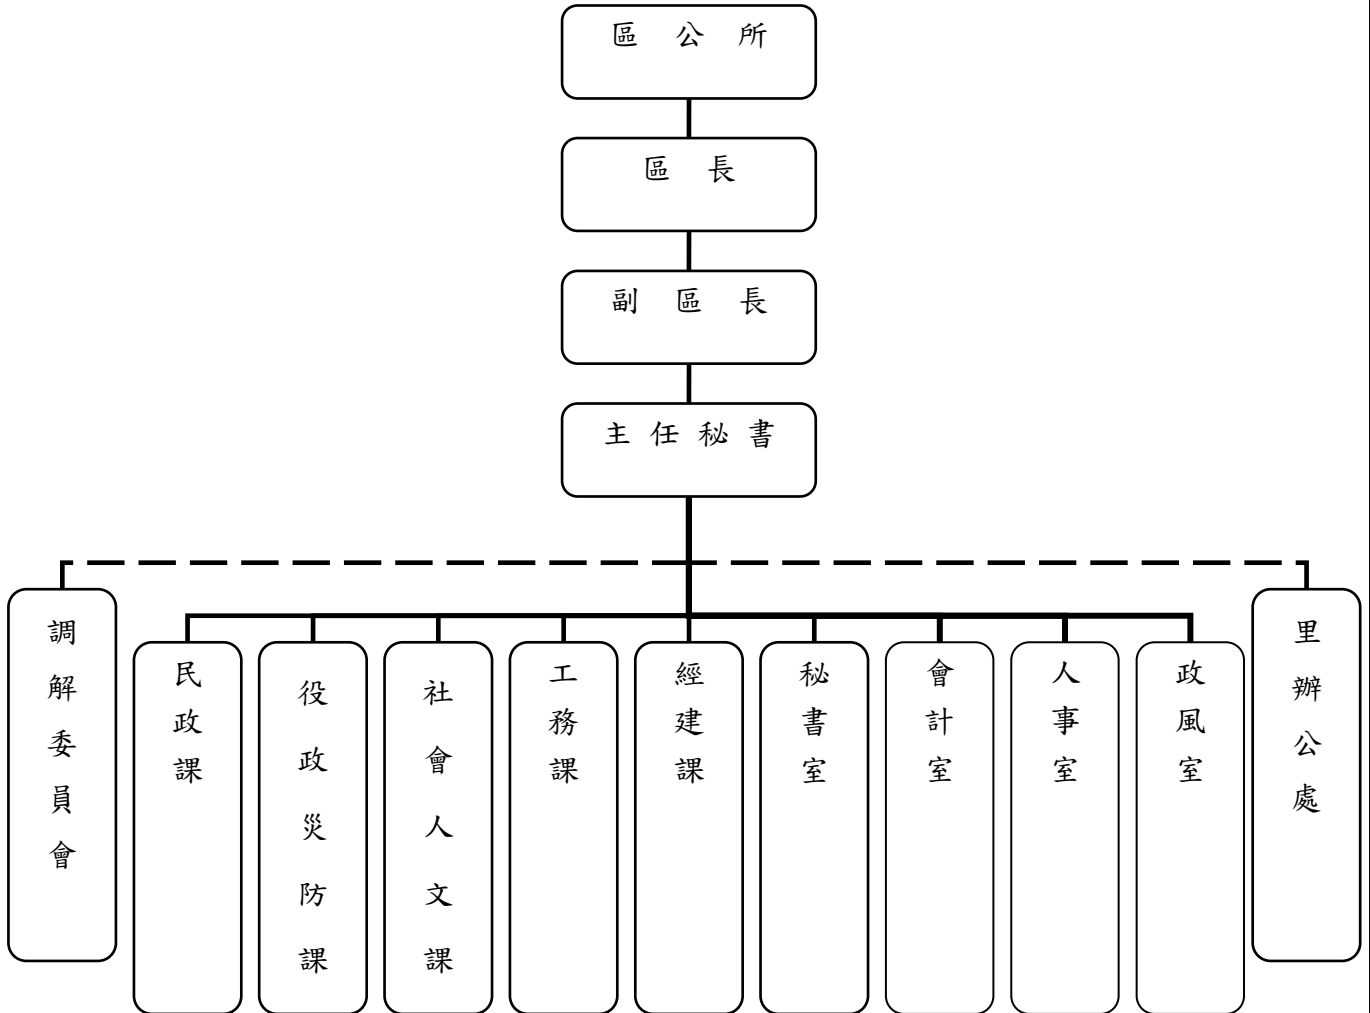 區公所
區長
副區長
主任秘書
調解委員會
民政課
役政災防課
社會人文課
工務課
經建課
秘書室
會計室
人事室
政風室
里辦公處